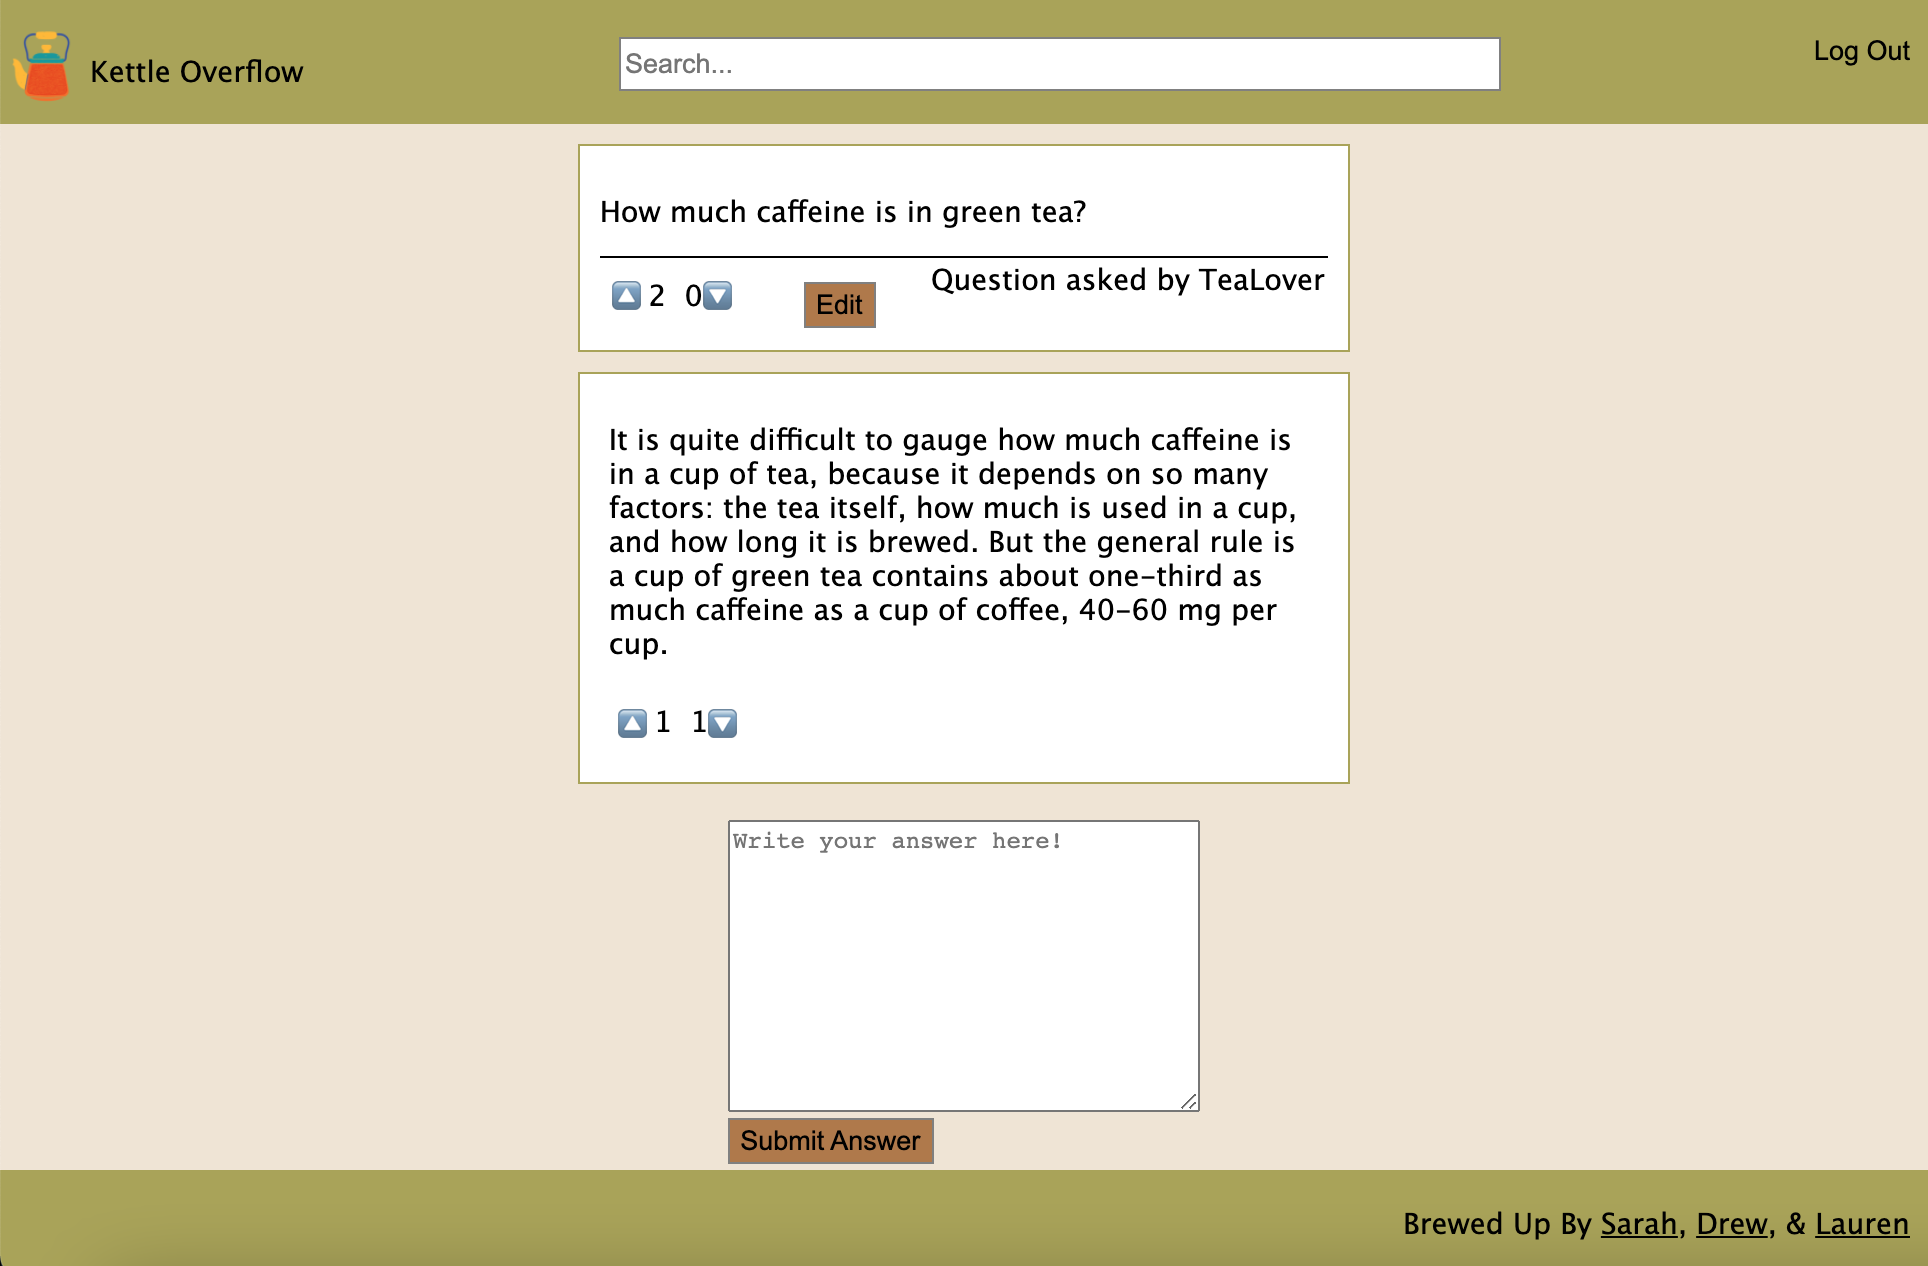 Kettle Overflow
Search...
Log Out
How much caffeine is in green tea?
2 0
Edit
Question asked by TeaLover
It is quite difficult to gauge how much caffeine is
in a cup of tea, because it depends on so many
factors: the tea itself, how much is used in a cup,
and how long it is brewed. But the general rule is
a cup of green tea contains about one-third as
much caffeine as a cup of coffee, 40-60 mg per
cup.
1 1
Write your answer here!
Submit Answer
Brewed Up By Sarah, Drew, & Lauren